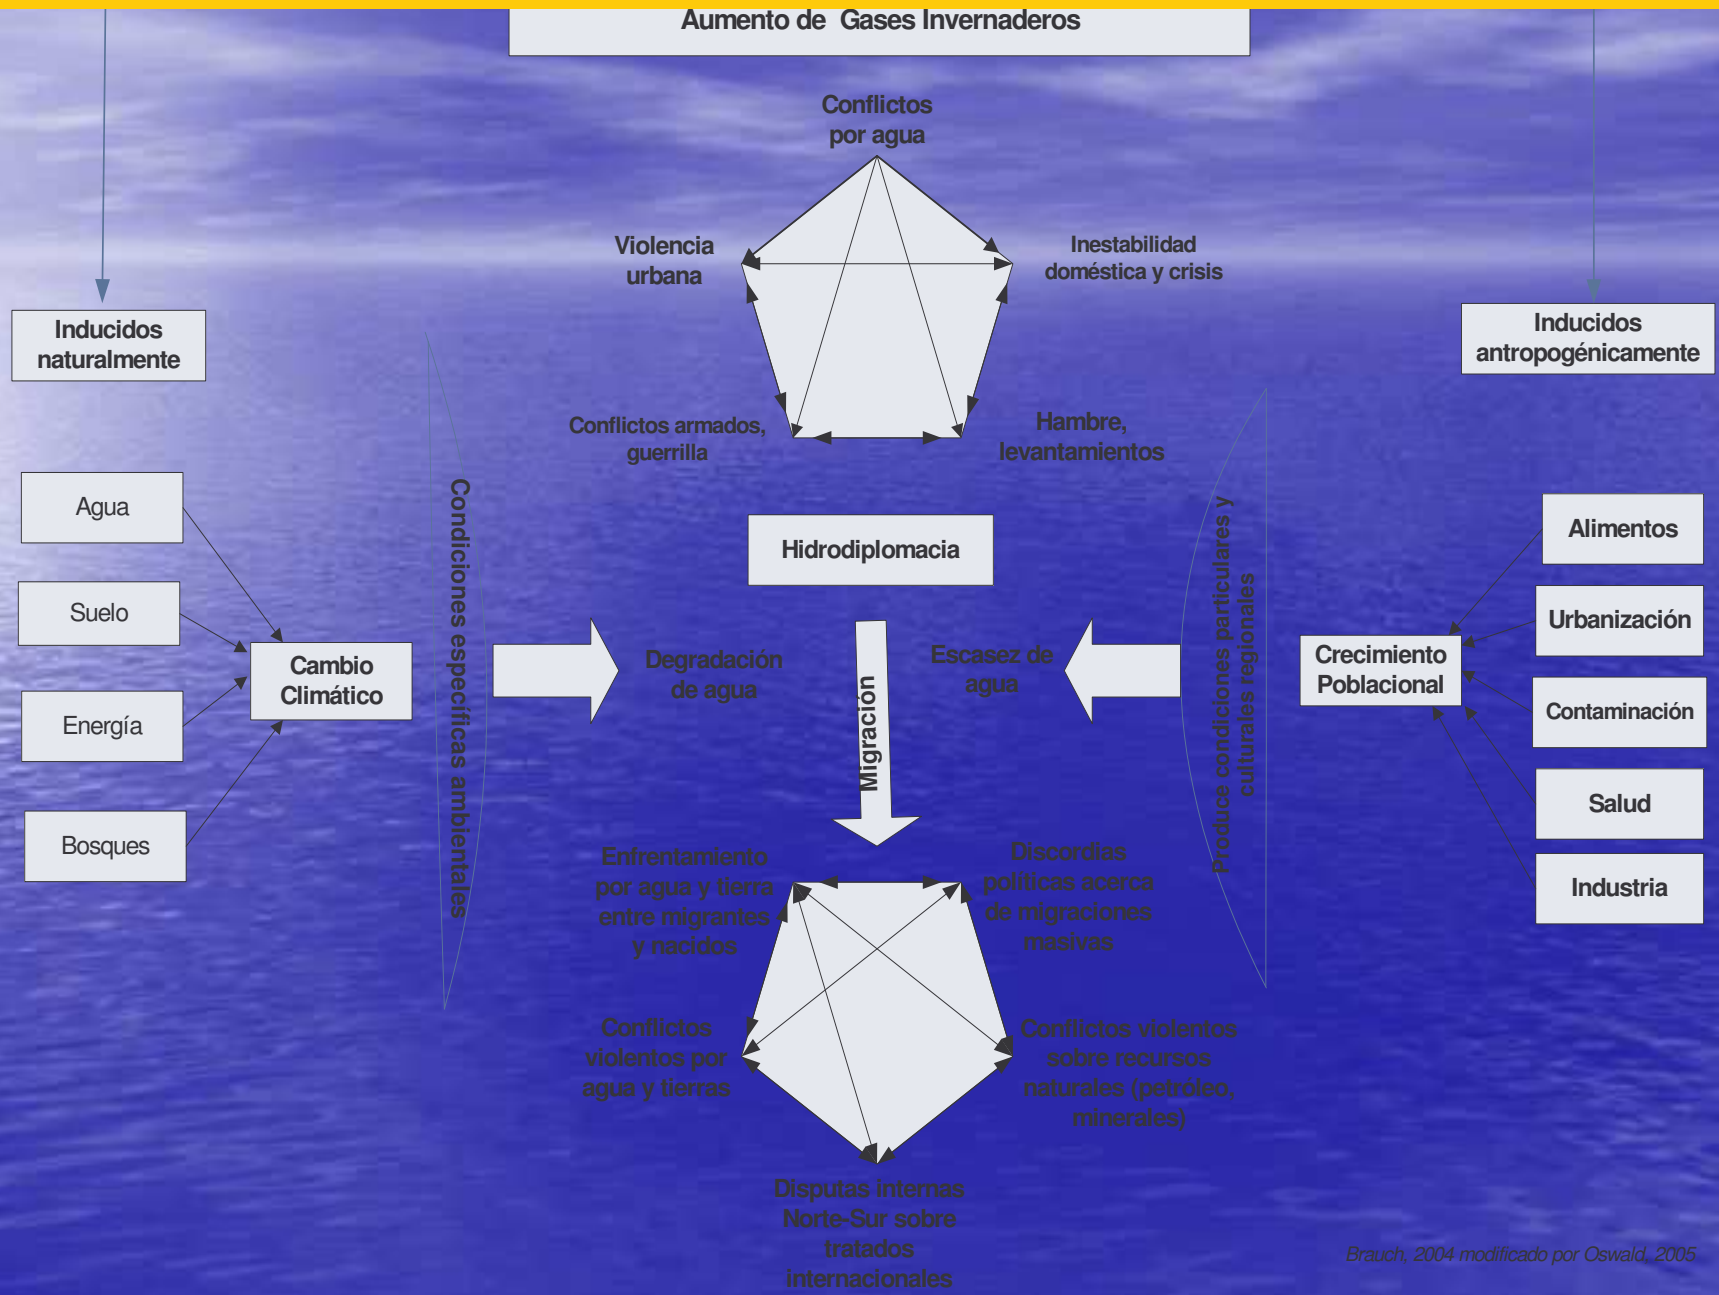 Aumento de Gases Invernaderos
Conflictos
por agua
Violencia
urbana
Inestabilidad
doméstica y crisis
Inducidos
naturalmente
Inducidos
antropogénicamente
Conflictos armados,
guerrilla
Hambre,
levantamientos
Agua
Suelo
Energía
Bosques
Cambio
Climático
Condiciones específicas ambientales
Hidrodiplomacia
Degradación
de agua
Migración
Escasez de
agua
Produce condiciones particulares y
culturales regionales
Crecimiento
Poblacional
Alimentos
Urbanización
Contaminación
Salud
Industria
Enfrentamiento
por agua y tierra
entre migrantes
y nacidos
Discordias
políticas acerca
de migraciones
masivas
Conflictos
violentos por
agua y tierras
Conflictos violentos
sobre recursos
naturales (petróleo,
minerales)
Disputas internas
Norte-Sur sobre
tratados
internacionales
Brauch, 2004 modificado por Oswald, 2005